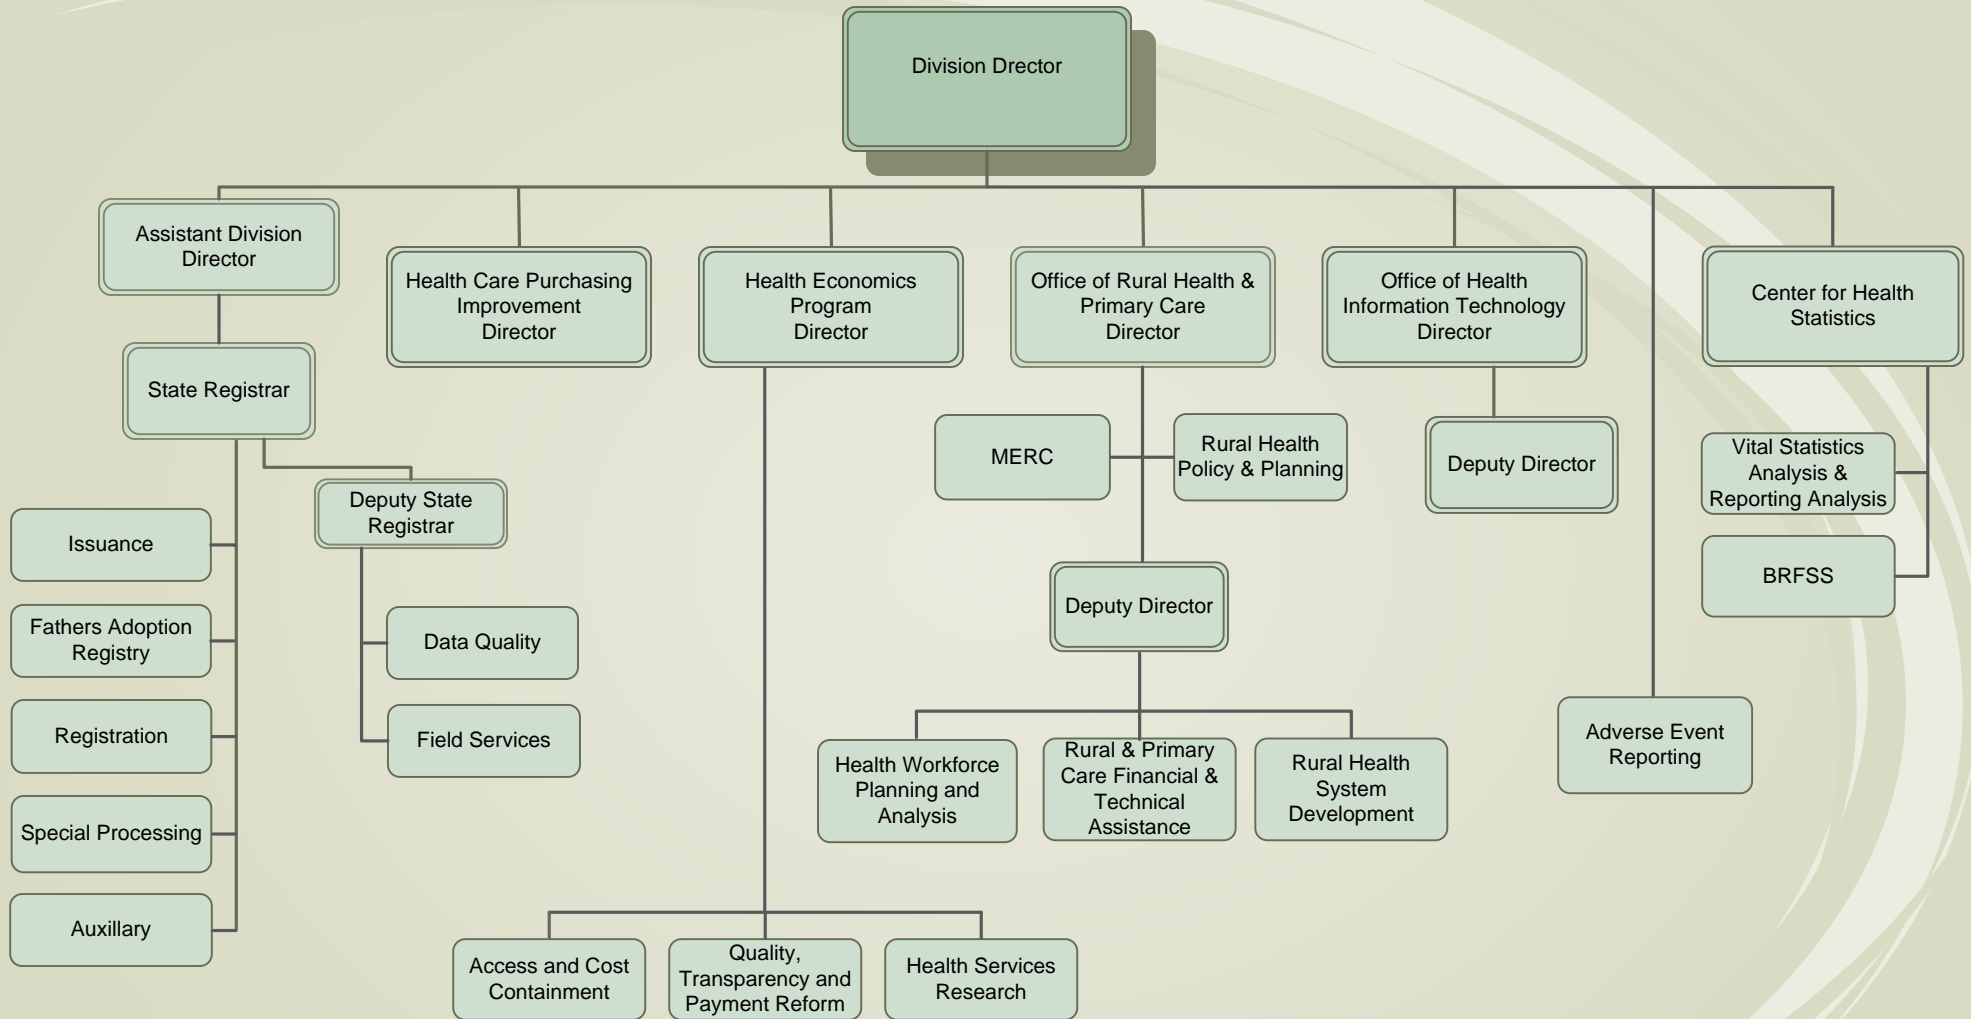 Division Drector
Assistant Division
Director
Health Care Purchasing
Improvement
Director
Health Economics
Program
Director
Office of Rural Health &
Primary Care
Director
Office of Health
Information Technology
Director
Center for Health
Statistics
State Registrar
MERC
Rural Health
Policy & Planning
Deputy Director
Vital Statistics
Analysis &
Reporting Analysis
Deputy State
Registrar
Issuance
BRFSS
Fathers Adoption
Registry
Data Quality
Deputy Director
Registration
Field Services
Health Workforce
Planning and
Analysis
Rural & Primary
Care Financial &
Technical
Assistance
Rural Health
System
Development
Adverse Event
Reporting
Special Processing
Auxillary
Access and Cost
Containment
Quality,
Transparency and
Payment Reform
Health Services
Research